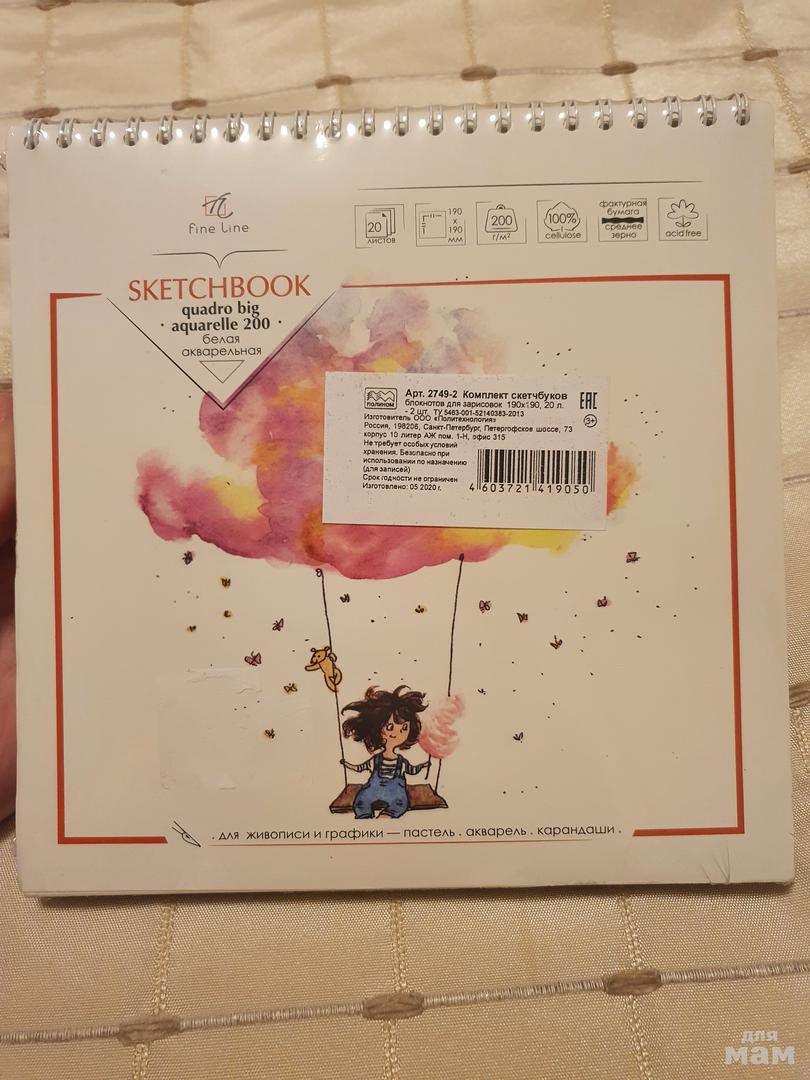 fine line
20
листов
190
x
190
мм
200
г/м²
100%
cellulose
фактурная
бумага
среднее
зерно
acid free
SKETCHBOOK
quadro big
· aquarelle 200 ·
белая
акварельная
ПОЛИНОМ
Арт. 2749-2 Комплект скетчбуков
блокнотов для зарисовок 190x190, 20 л.
- 2 шт. ТУ 5463-001-52140383-2013
Изготовитель ООО «Политехнология»
Россия, 198206, Санкт-Петербург, Петергофское шоссе, 73
корпус 10 литер АЖ пом. 1-Н, офис 315
Не требует особых условий
хранения. Безопасно при
использовании по назначению
(для записей)
Срок годности не ограничен
Изготовлено: 05.2020 г.
EAC
3+
4 603721 419050
. для живописи и графики — пастель . акварель . карандаши .
для
мам